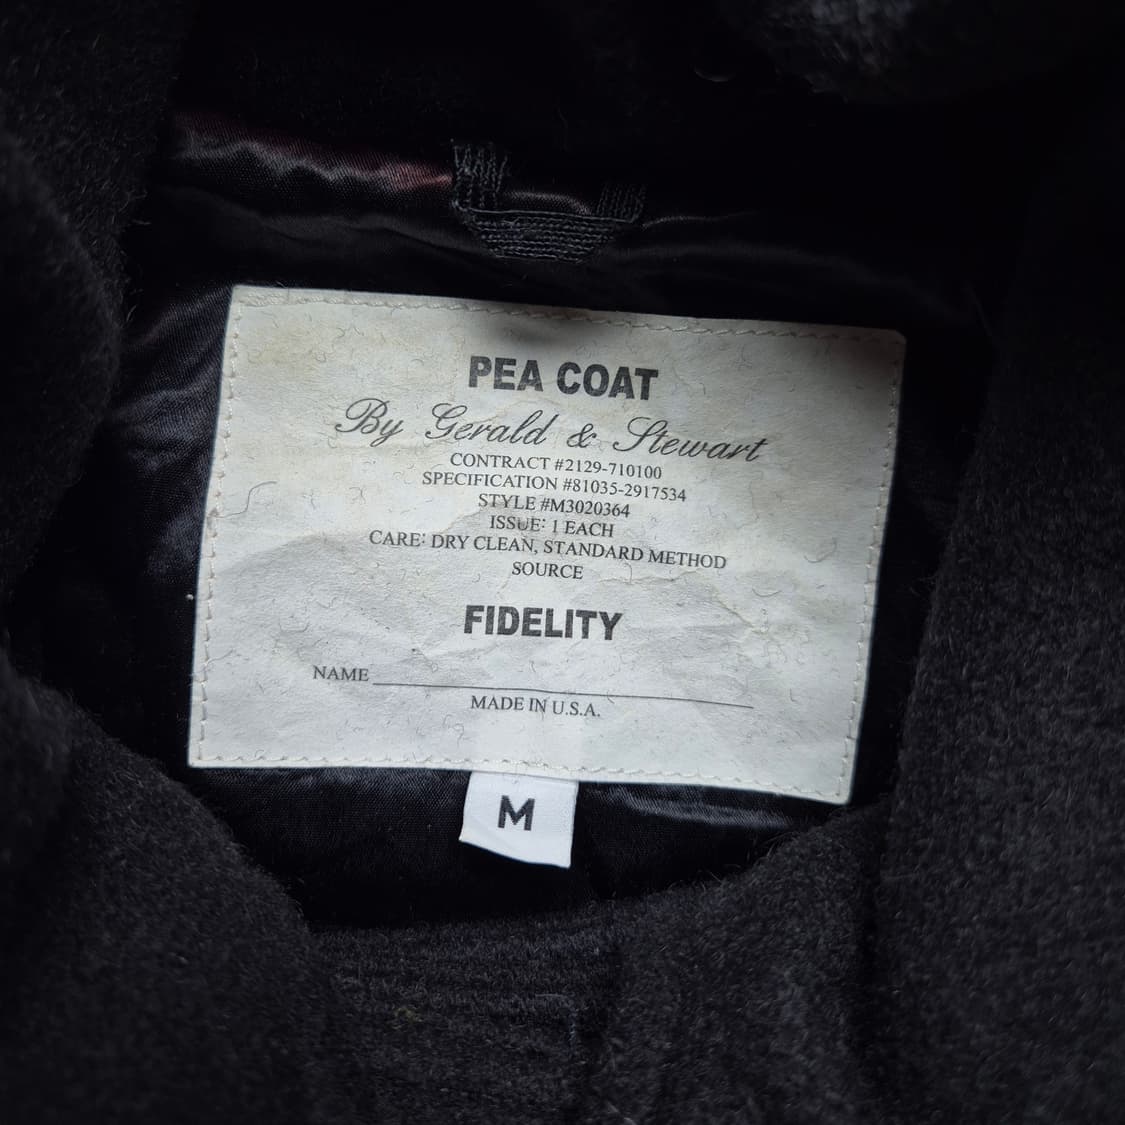 PEA COAT
By Gerald & Stewart
CONTRACT #2129-710100
SPECIFICATION #81035-2917534
STYLE #M3020364
ISSUE: 1 EACH
CARE: DRY CLEAN, STANDARD METHOD
SOURCE
FIDELITY
NAME
MADE IN U.S.A.
M